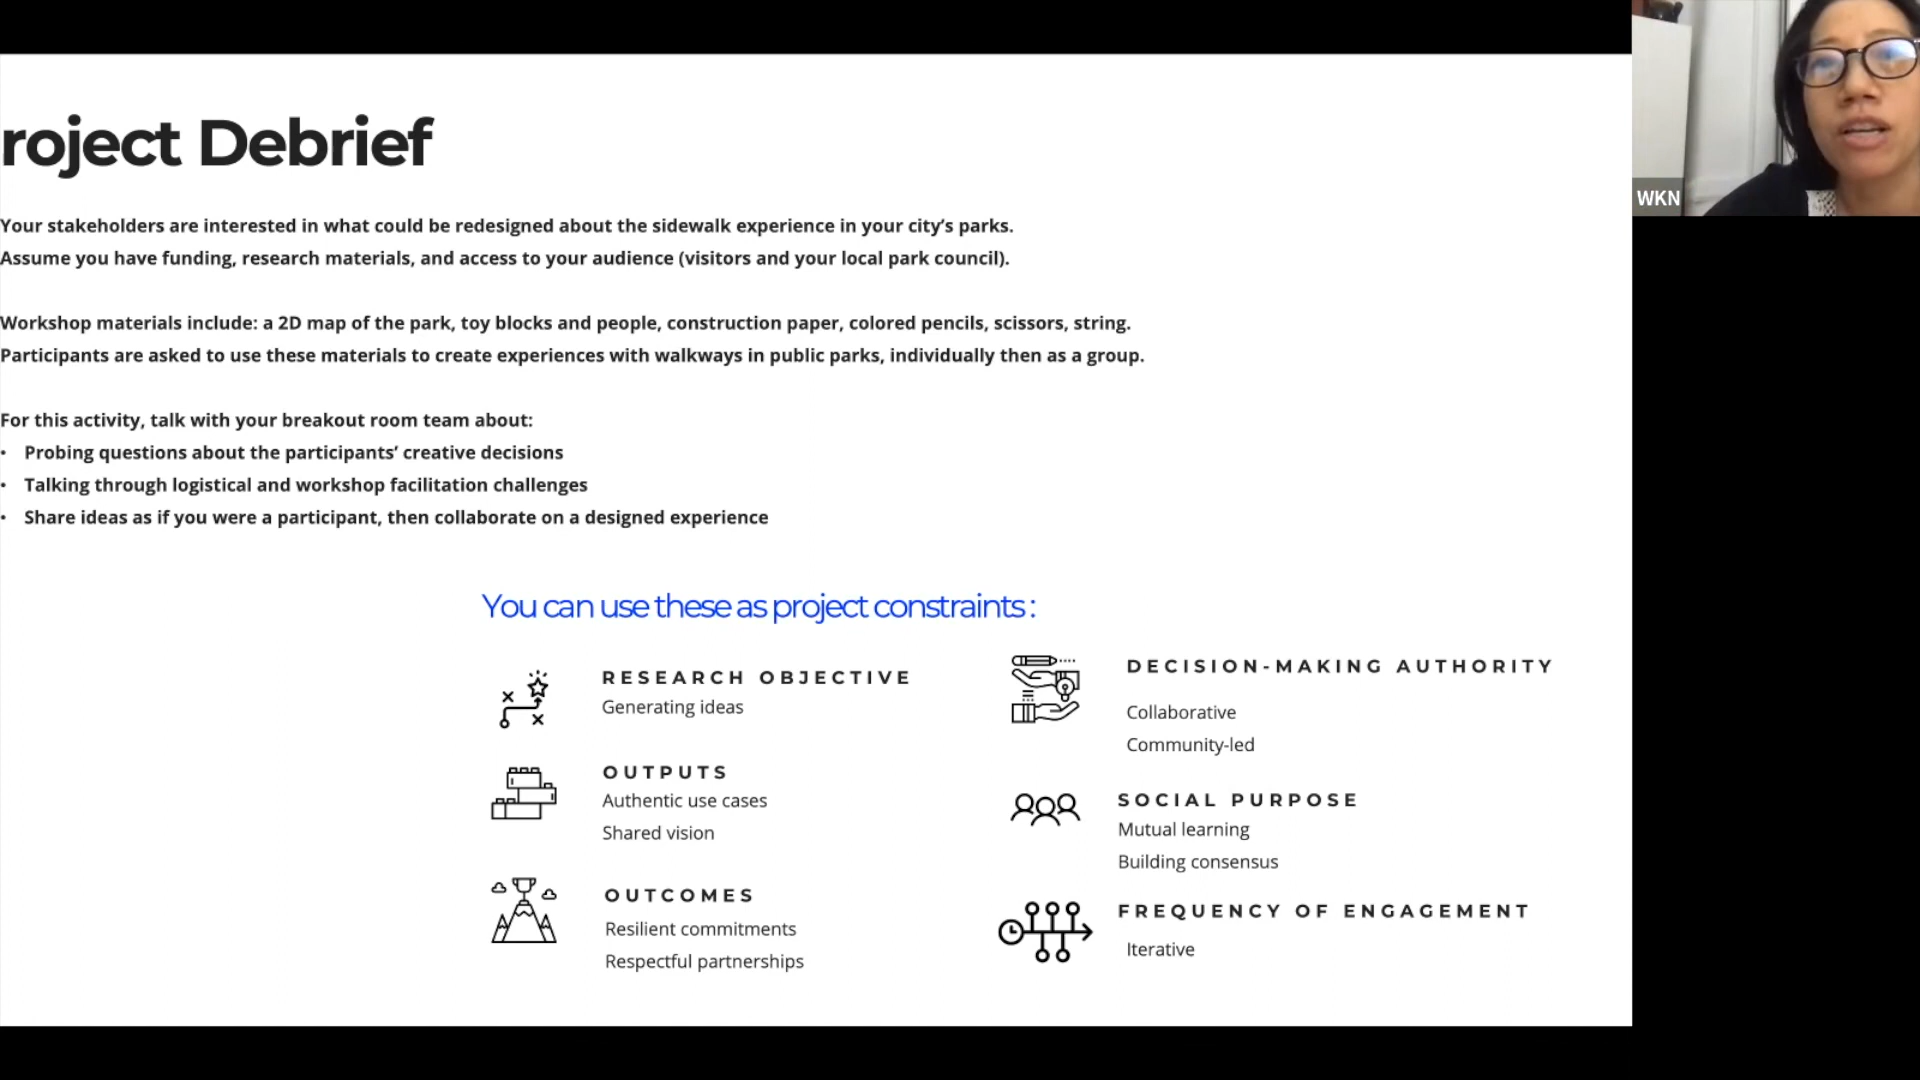 roject Debrief
Your stakeholders are interested in what could be redesigned about the sidewalk experience in your city’s parks.
Assume you have funding, research materials, and access to your audience (visitors and your local park council).
Workshop materials include: a 2D map of the park, toy blocks and people, construction paper, colored pencils, scissors, string.
Participants are asked to use these materials to create experiences with walkways in public parks, individually then as a group.
For this activity, talk with your breakout room team about:
• Probing questions about the participants’ creative decisions
• Talking through logistical and workshop facilitation challenges
• Share ideas as if you were a participant, then collaborate on a designed experience
You can use these as project constraints :
RESEARCH OBJECTIVE
Generating ideas
OUTPUTS
Authentic use cases
Shared vision
OUTCOMES
Resilient commitments
Respectful partnerships
DECISION-MAKING AUTHORITY
Collaborative
Community-led
SOCIAL PURPOSE
Mutual learning
Building consensus
FREQUENCY OF ENGAGEMENT
Iterative
WKN